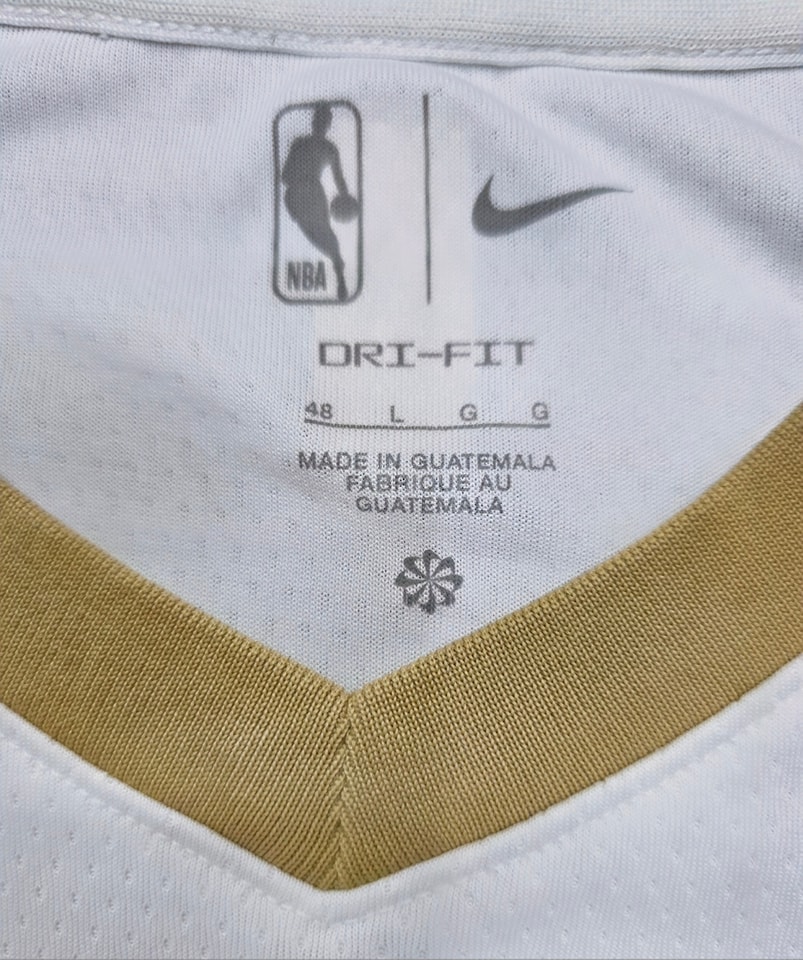 NBA
DRI-FIT
48 L G G
MADE IN GUATEMALA
FABRIQUE AU
GUATEMALA